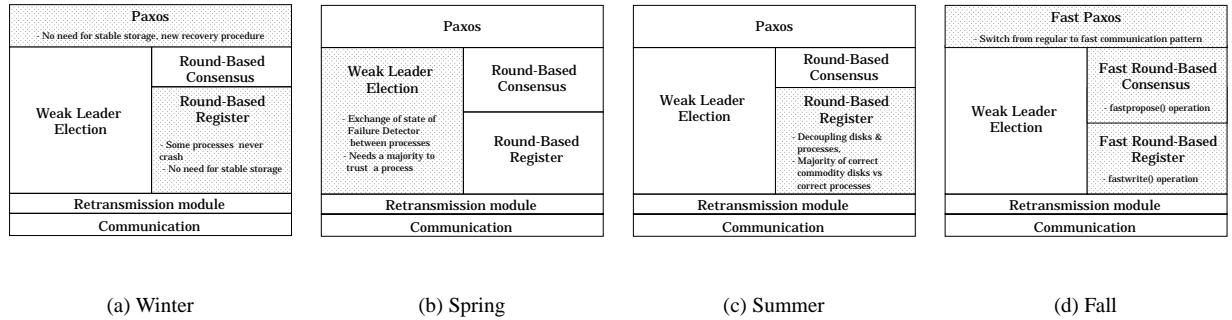 Paxos
- No need for stable storage, new recovery procedure
Weak Leader
Election
Round-Based
Consensus
Round-Based
Register
- Some processes never
crash
- No need for stable storage
Retransmission module
Communication
(a) Winter
Paxos
Weak Leader
Election
- Exchange of state of
Failure Detector
between processes
- Needs a majority to
trust a process
Round-Based
Consensus
Round-Based
Register
Retransmission module
Communication
(b) Spring
Paxos
Weak Leader
Election
Round-Based
Consensus
Round-Based
Register
- Decoupling disks &
processes,
- Majority of correct
commodity disks vs
correct processes
Retransmission module
Communication
(c) Summer
Fast Paxos
- Switch from regular to fast communication pattern
Weak Leader
Election
Fast Round-Based
Consensus
- fastpropose() operation
Fast Round-Based
Register
- fastwrite() operation
Retransmission module
Communication
(d) Fall